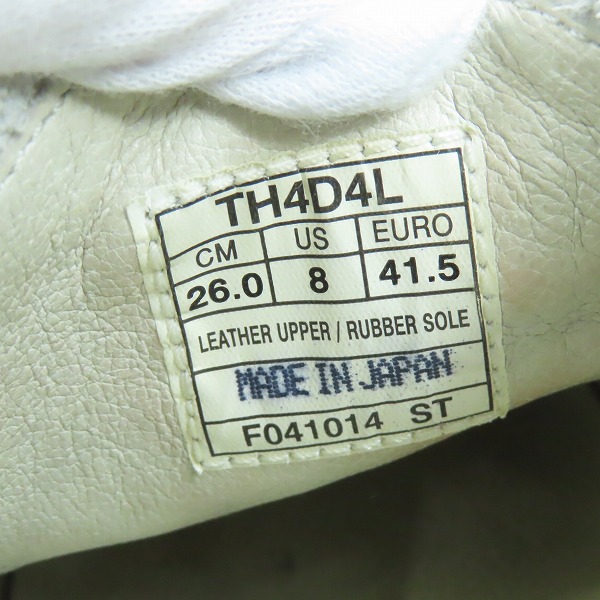 TH4D4L
CM US EURO
26.0 8 41.5
LEATHER UPPER / RUBBER SOLE
MADE IN JAPAN
F041014 ST